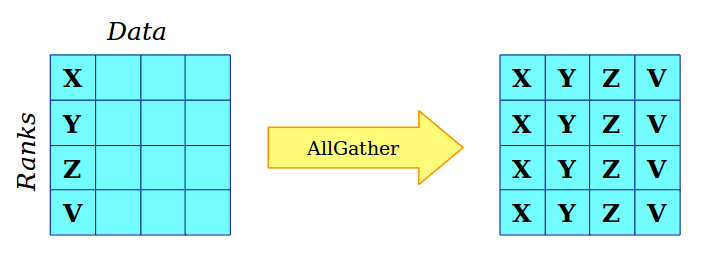 Data
Ranks
X
Y
Z
V
AllGather
X Y Z V
X Y Z V
X Y Z V
X Y Z V